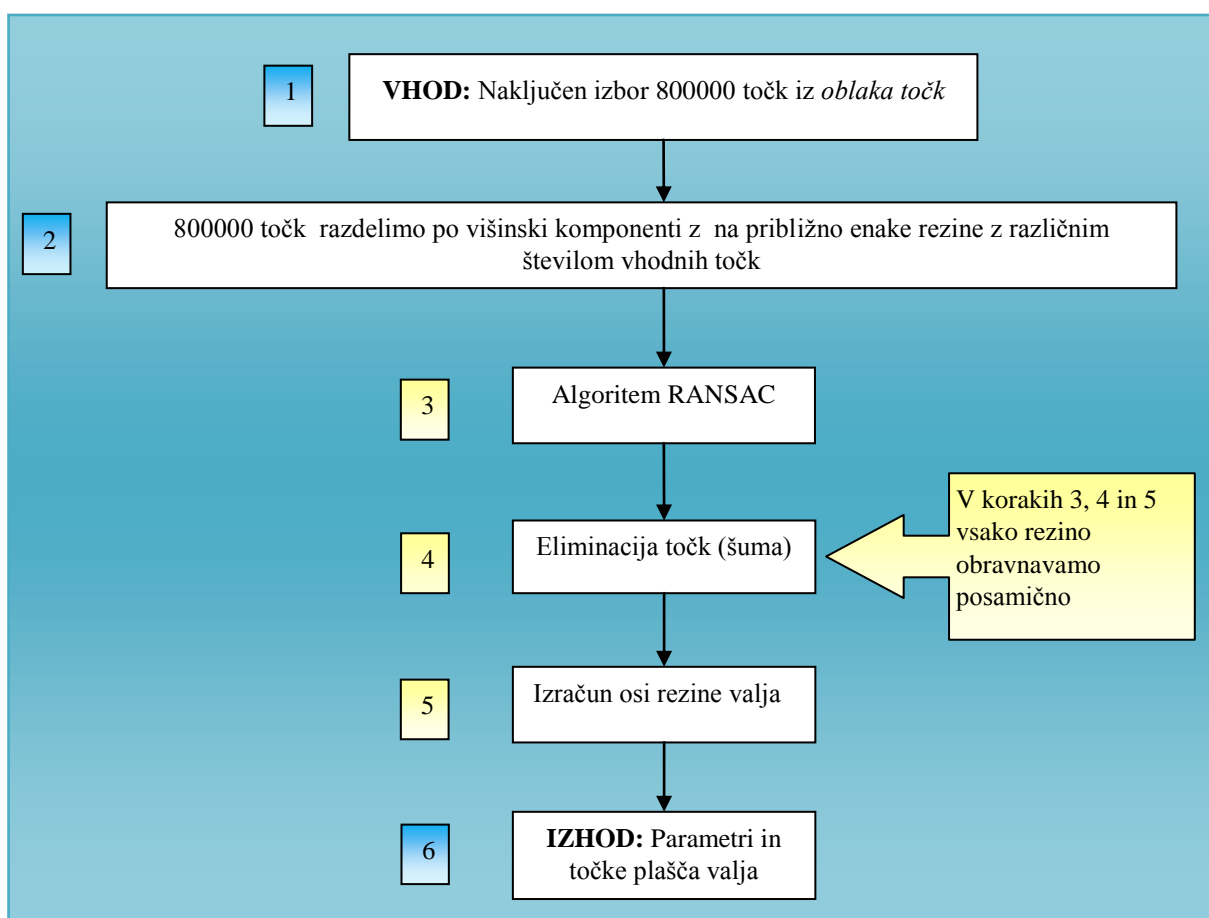 1
VHOD: Naključen izbor 800000 točk iz oblaka točk
2
800000 točk razdelimo po višinski komponenti z na približno enake rezine z različnim
številom vhodnih točk
3
Algoritem RANSAC
4
Eliminacija točk (šuma)
V korakih 3, 4 in 5
vsako rezino
obravnavamo
posamično
5
Izračun osi rezine valja
6
IZHOD: Parametri in
točke plašča valja